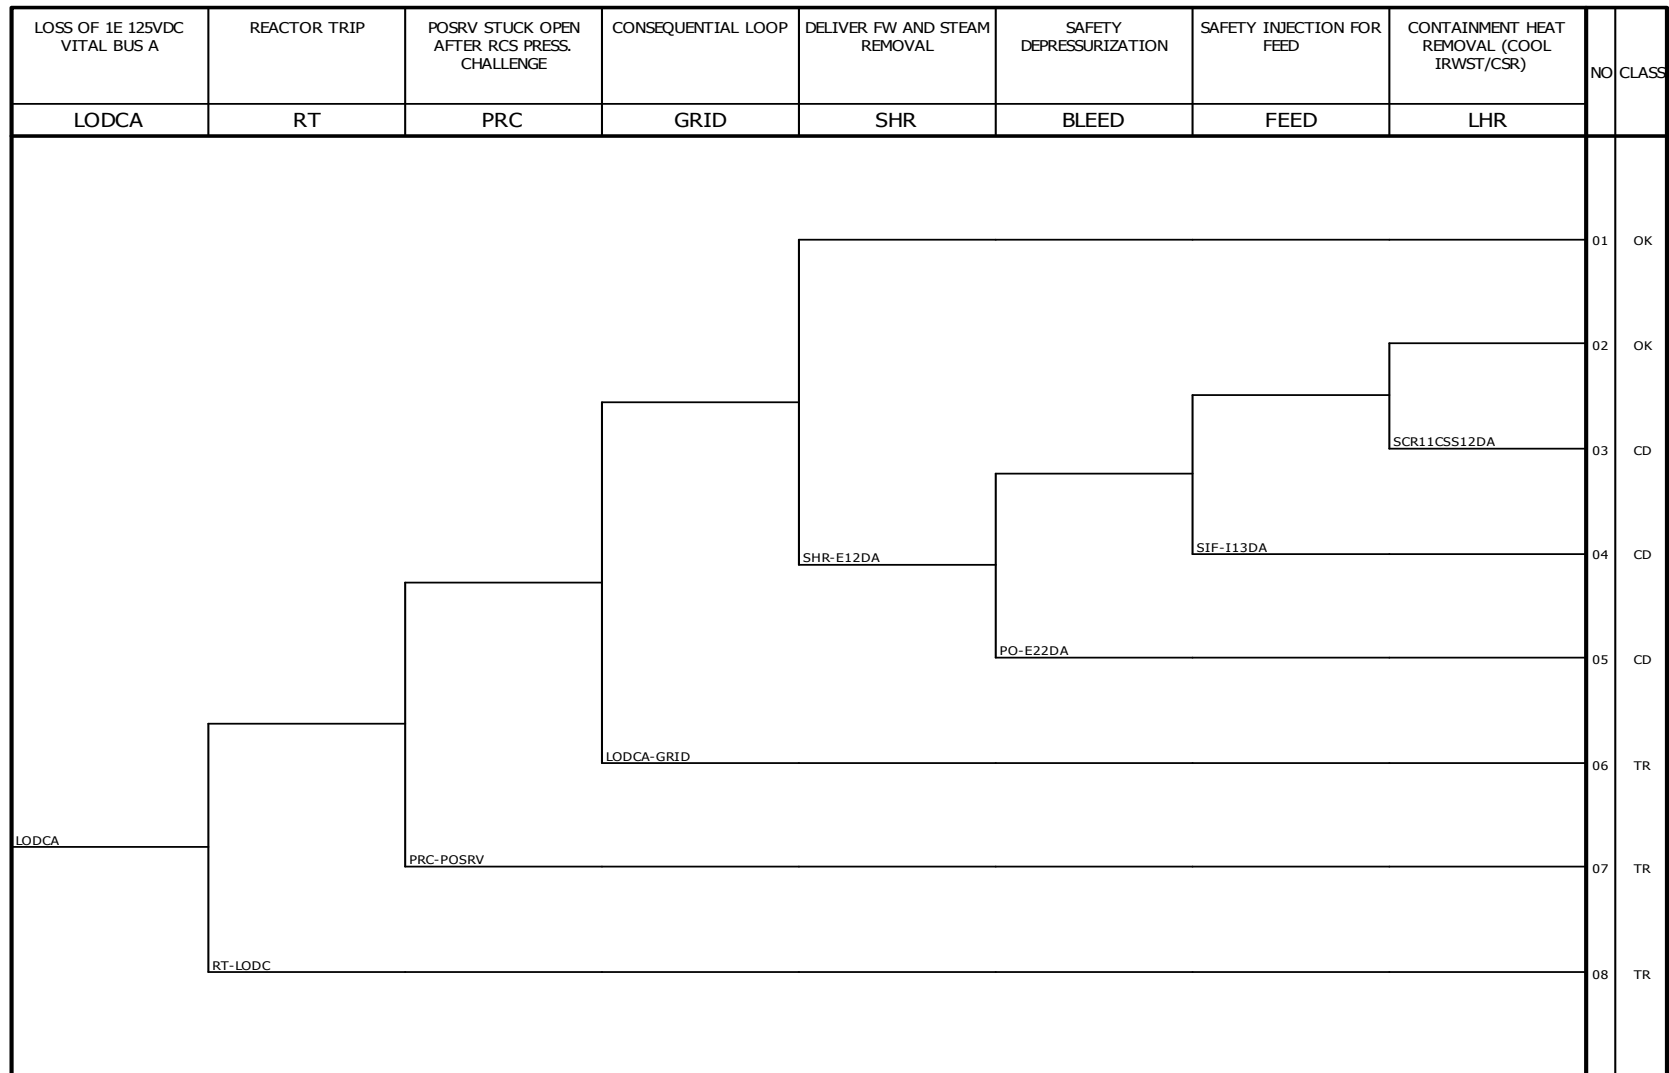 LOSS OF 1E 125VDC
VITAL BUS A
REACTOR TRIP
POSRV STUCK OPEN
AFTER RCS PRESS.
CHALLENGE
CONSEQUENTIAL LOOP
DELIVER FW AND STEAM
REMOVAL
SAFETY
DEPRESSURIZATION
SAFETY INJECTION FOR
FEED
CONTAINMENT HEAT
REMOVAL (COOL
IRWST/CSR)
NO
CLASS
LODCA
RT
PRC
GRID
SHR
BLEED
FEED
LHR
01 OK
02 OK
SCR11CSS12DA
03 CD
SIF-I13DA
04 CD
SHR-E12DA
PO-E22DA
05 CD
LODCA-GRID
06 TR
LODCA
PRC-POSRV
07 TR
RT-LODC
08 TR